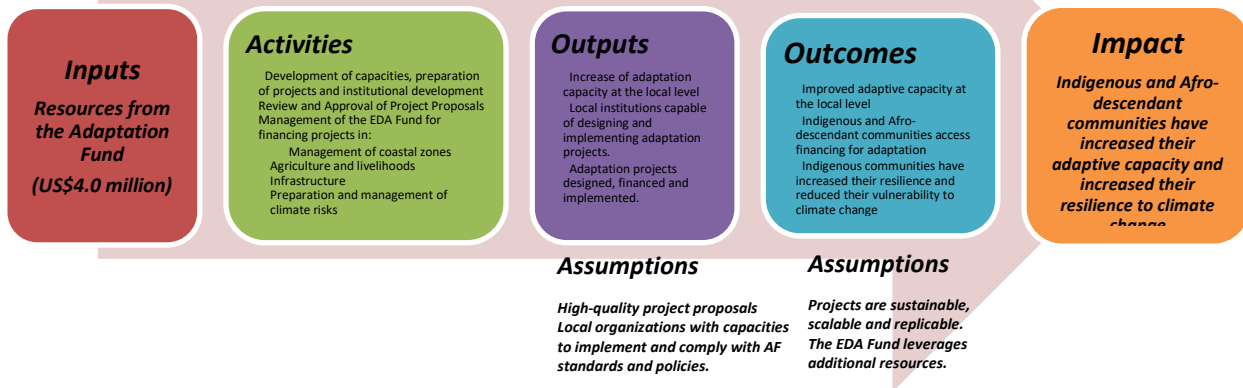 Inputs
Resources from
the Adaptation
Fund
(US$4.0 million)
Activities
Development of capacities, preparation
of projects and institutional development
Review and Approval of Project Proposals
Management of the EDA Fund for
financing projects in:
Management of coastal zones
Agriculture and livelihoods
Infrastructure
Preparation and management of
climate risks
Outputs
Increase of adaptation
capacity at the local level
Local institutions capable
of designing and
implementing adaptation
projects.
Adaptation projects
designed, financed and
implemented.
Outcomes
Improved adaptive capacity at
the local level
Indigenous and Afro-
descendant communities access
financing for adaptation
Indigenous communities have
increased their resilience and
reduced their vulnerability to
climate change
Impact
Indigenous and Afro-
descendant
communities have
increased their
adaptive capacity and
increased their
resilience to climate
change
Assumptions
High-quality project proposals
Local organizations with capacities
to implement and comply with AF
standards and policies.
Assumptions
Projects are sustainable,
scalable and replicable.
The EDA Fund leverages
additional resources.